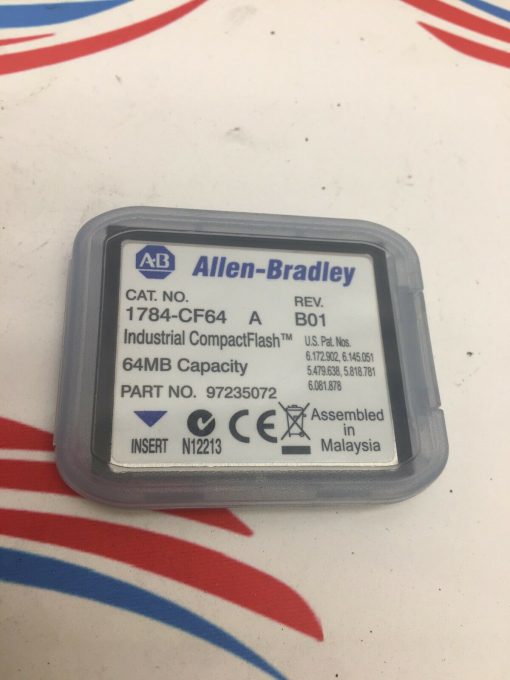 AB Allen-Bradley
CAT. NO. REV.
1784-CF64 A B01
Industrial CompactFlash™ U.S. Pat. Nos.
6.172.902, 6.145.051
64MB Capacity 5.479.638, 5.818.781
6.081.878
PART NO. 97235072
INSERT N12213 CE Assembled in
Malaysia